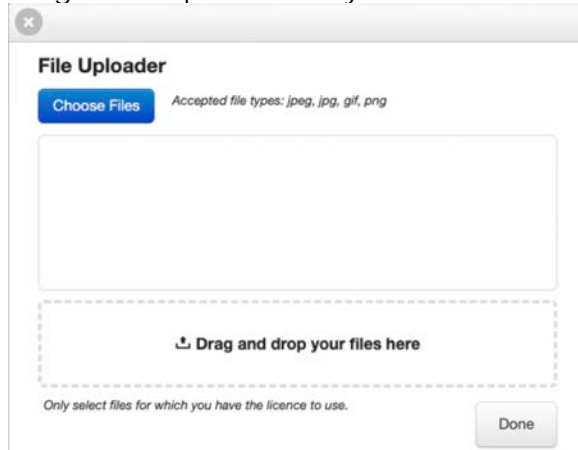 File Uploader
Choose Files Accepted file types: jpeg, jpg, gif, png
Drag and drop your files here
Only select files for which you have the licence to use.
Done